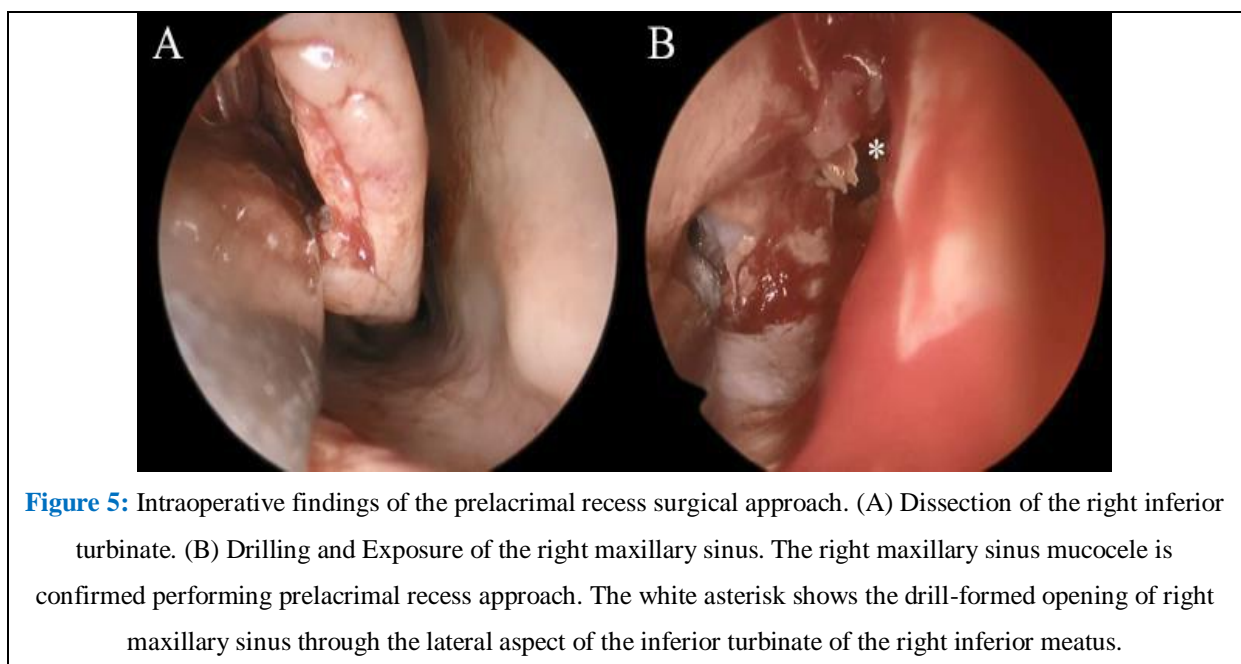 A
B
*
Figure 5: Intraoperative findings of the prelacrimal recess surgical approach. (A) Dissection of the right inferior
turbinate. (B) Drilling and Exposure of the right maxillary sinus. The right maxillary sinus mucocele is
confirmed performing prelacrimal recess approach. The white asterisk shows the drill-formed opening of right
maxillary sinus through the lateral aspect of the inferior turbinate of the right inferior meatus.